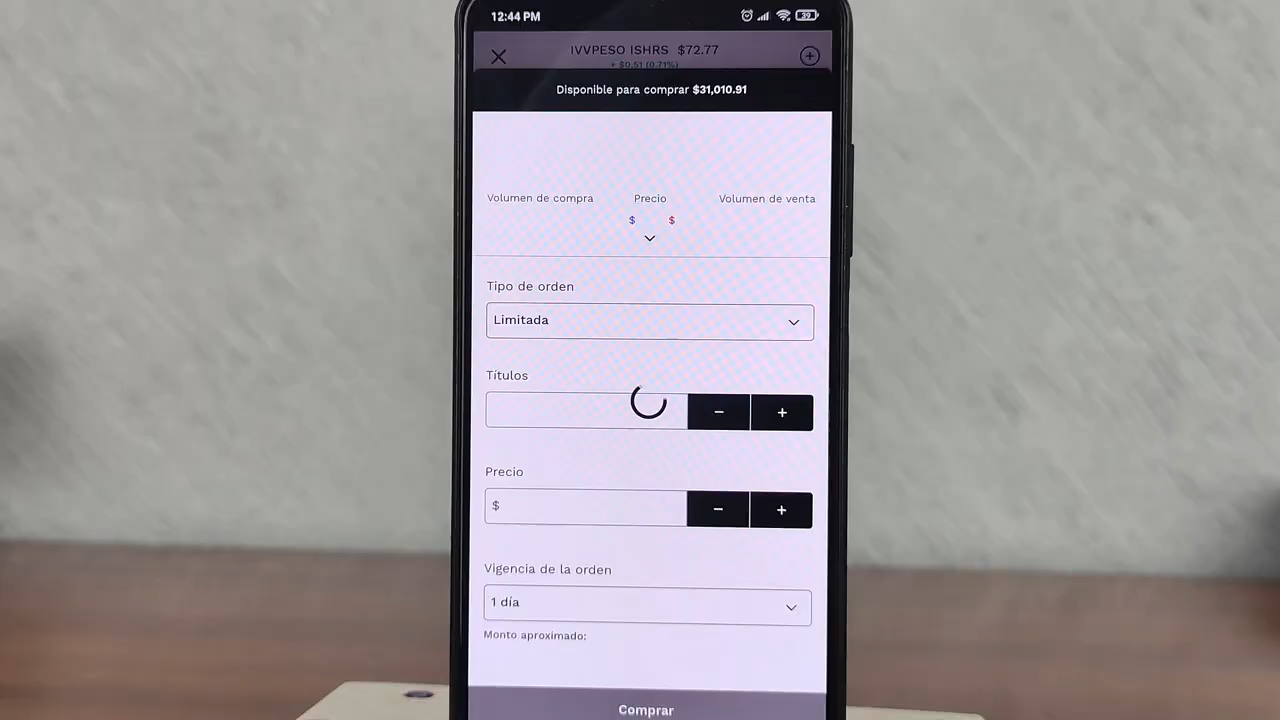 12:44 PM 39
IVVPESO ISHRS $72.77
+ $0.51 (0.71%)
Disponible para comprar $31,010.91
Volumen de compra Precio Volumen de venta
$ $
Tipo de orden
Limitada
Títulos
− +
Precio
$ − +
Vigencia de la orden
1 día
Monto aproximado:
Comprar